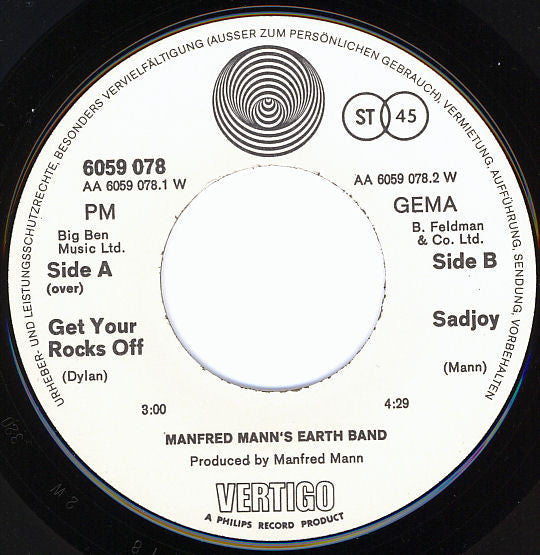 URHEBER- UND LEISTUNGSSCHUTZRECHTE, BESONDERS VERVIELFÄLTIGUNG (AUSSER ZUM PERSÖNLICHEN GEBRAUCH), VERMIETUNG, AUFFÜHRUNG, SENDUNG, VORBEHALTEN
ST 45
6059 078
AA 6059 078.1 W
AA 6059 078.2 W
PM
GEMA
Big Ben
Music Ltd.
B. Feldman
& Co. Ltd.
Side A
(over)
Side B
Get Your
Rocks Off
(Dylan)
Sadjoy
(Mann)
3:00
4:29
MANFRED MANN'S EARTH BAND
Produced by Manfred Mann
VERTIGO
A PHILIPS RECORD PRODUCT
320
2 W